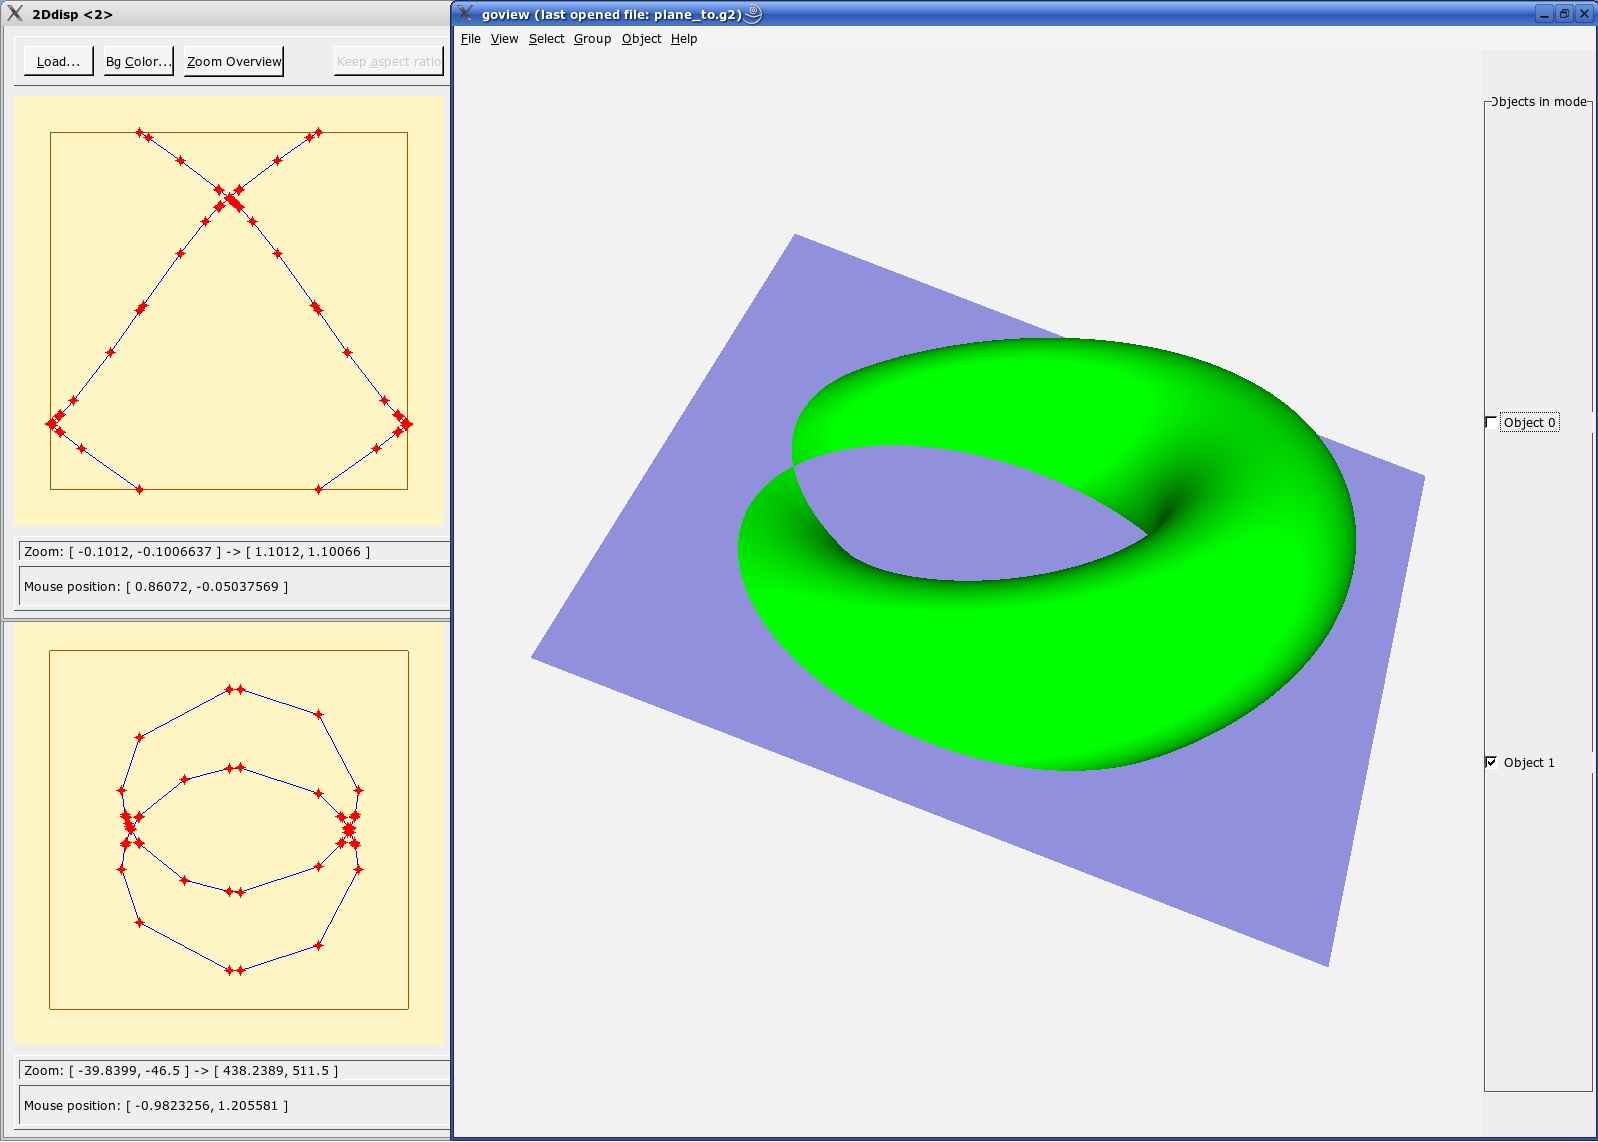 2Ddisp <2>
Load...
Bg Color...
Zoom Overview
Keep aspect ratio
Zoom: [ -0.1012, -0.1006637 ] -> [ 1.1012, 1.10066 ]
Mouse position: [ 0.86072, -0.05037569 ]
Zoom: [ -39.8399, -46.5 ] -> [ 438.2389, 511.5 ]
Mouse position: [ -0.9823256, 1.205581 ]
goview (last opened file: plane_to.g2)
File View Select Group Object Help
Objects in mode
Object 0
Object 1